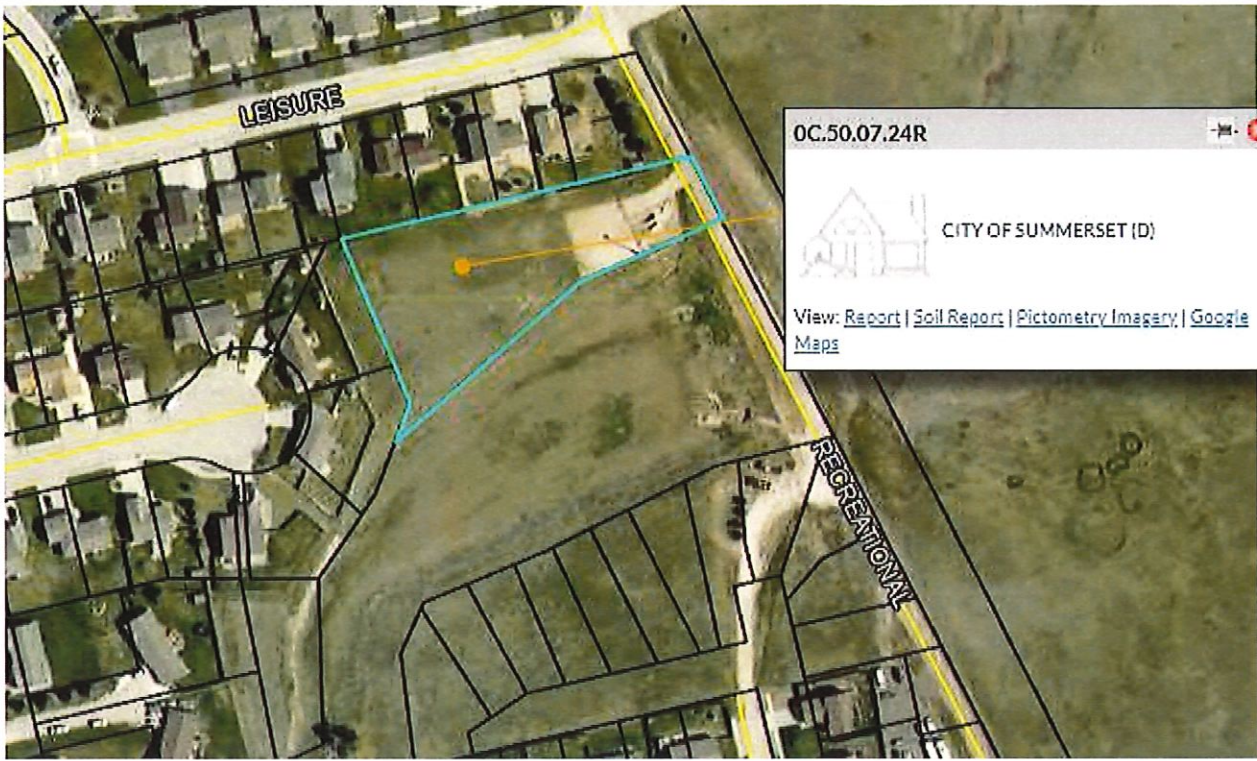 LEISURE
0C.50.07.24R
CITY OF SUMMERSET (D)
View: Report | Soil Report | Pictometry Imagery | Google
Maps
RECREATIONAL